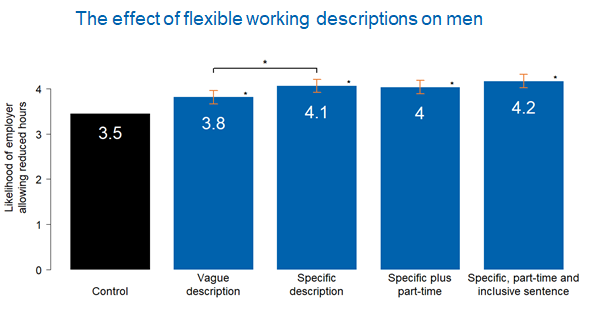 The effect of flexible working descriptions on men
Likelihood of employer
allowing reduced hours
4
3
2
1
0
*
*
*
*
*
3.5
3.8
4.1
4
4.2
Control
Vague
description
Specific
description
Specific plus
part-time
Specific, part-time and
inclusive sentence